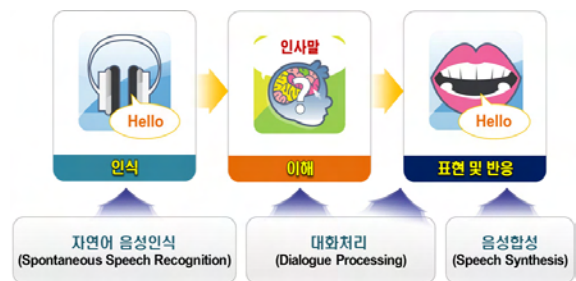 Hello
인식
인사말
?
이해
Hello
표현 및 반응
자연어 음성인식
(Spontaneous Speech Recognition)
대화처리
(Dialogue Processing)
음성합성
(Speech Synthesis)